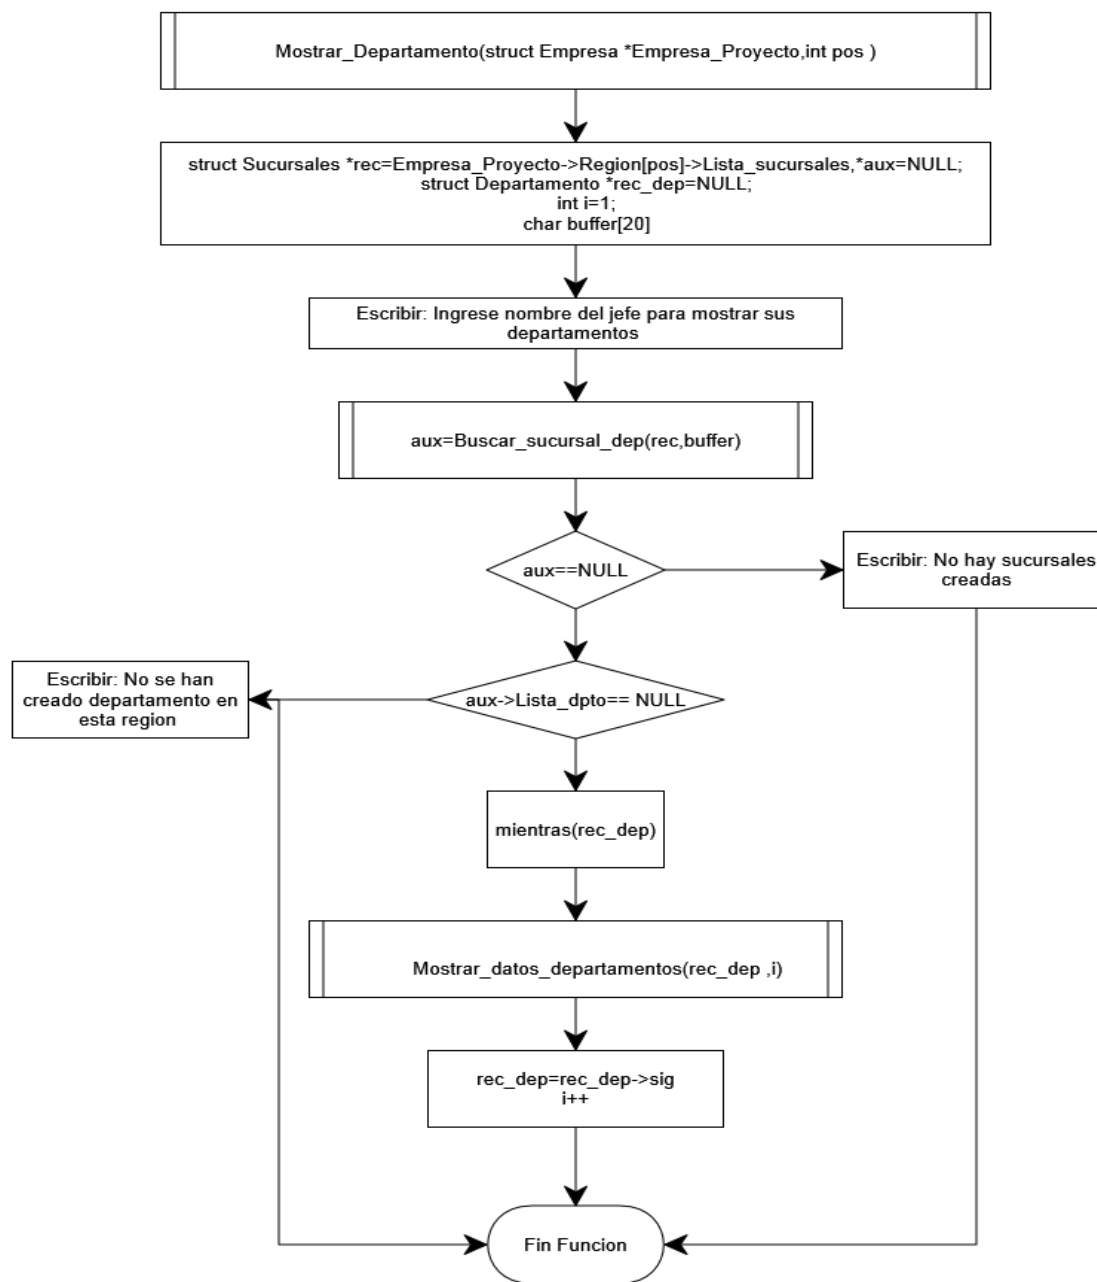 Mostrar_Departamento(struct Empresa *Empresa_Proyecto,int pos )
struct Sucursales *rec=Empresa_Proyecto->Region[pos]->Lista_sucursales,*aux=NULL;
struct Departamento *rec_dep=NULL;
int i=1;
char buffer[20]
Escribir: Ingrese nombre del jefe para mostrar sus
departamentos
aux=Buscar_sucursal_dep(rec,buffer)
aux==NULL
Escribir: No hay sucursales
creadas
Escribir: No se han
creado departamento en
esta region
aux->Lista_dpto== NULL
mientras(rec_dep)
Mostrar_datos_departamentos(rec_dep ,i)
rec_dep=rec_dep->sig
i++
Fin Funcion